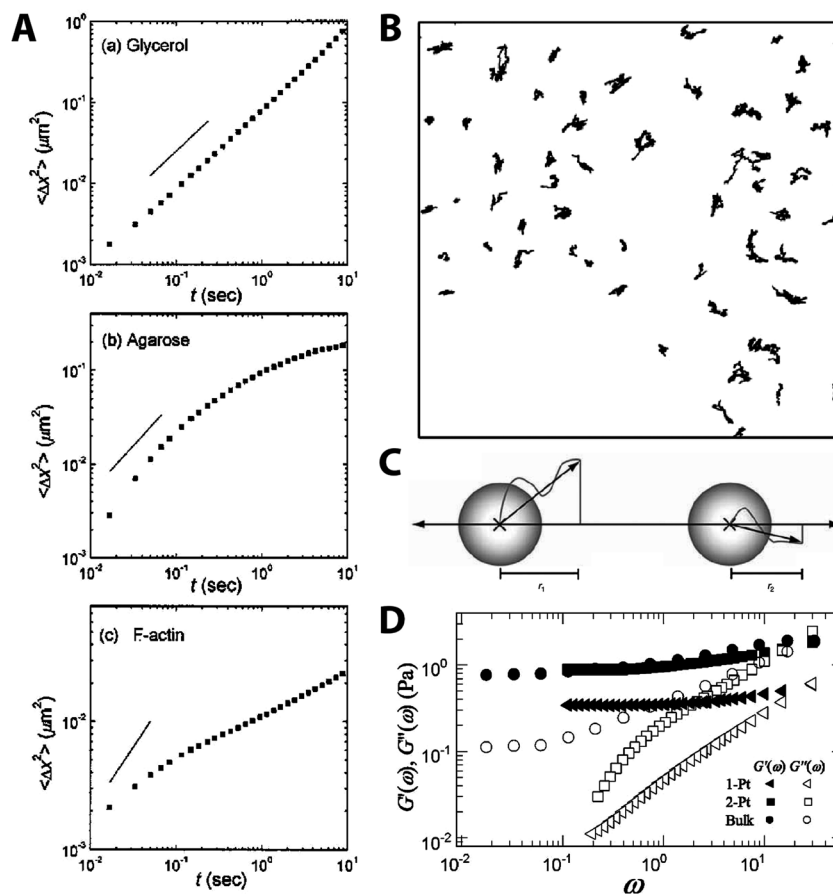 A
(a) Glycerol
10⁰
10⁻¹
10⁻²
10⁻³
<Δx²> (μm²)
10⁻² 10⁻¹ 10⁰ 10¹
t (sec)
(b) Agarose
10⁻¹
10⁻²
10⁻³
<Δx²> (μm²)
10⁻² 10⁻¹ 10⁰ 10¹
t (sec)
(c) F-actin
10⁻²
10⁻³
<Δx²> (μm²)
10⁻² 10⁻¹ 10⁰ 10¹
t (sec)
B
C
r₁ r₂
D
G'(ω), G''(ω) (Pa)
10⁰
10⁻¹
10⁻²
G'(ω) G''(ω)
1-Pt
2-Pt
Bulk
10⁻² 10⁻¹ 10⁰ 10¹
ω